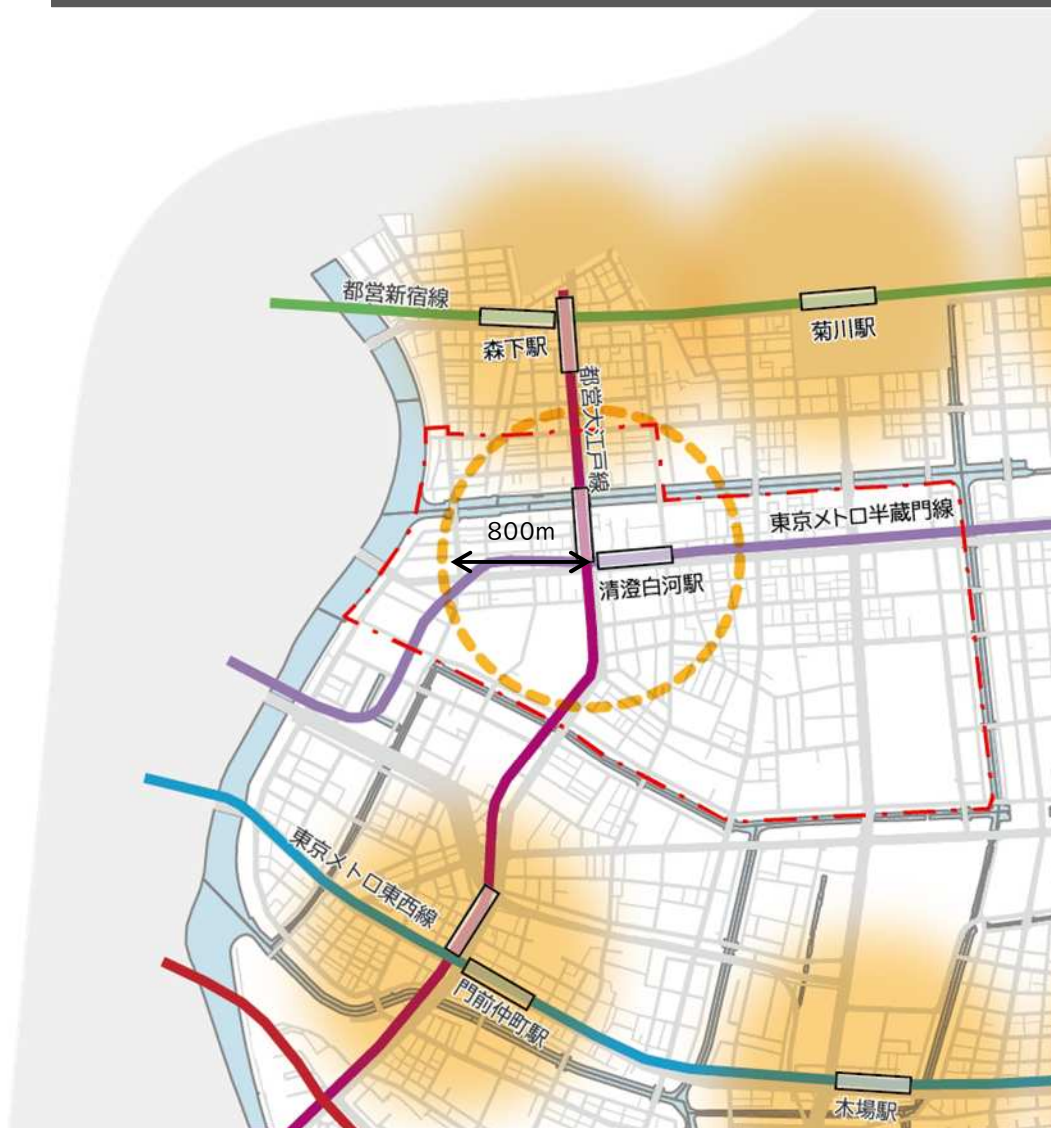 都営新宿線
森下駅
菊川駅
都営大江戸線
東京メトロ半蔵門線
800m
清澄白河駅
東京メトロ東西線
門前仲町駅
木場駅